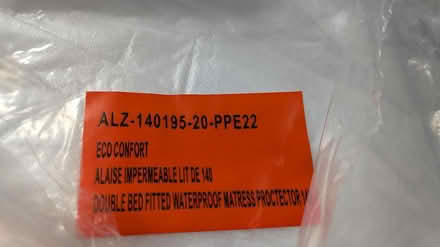 ALZ-140195-20-PPE22
ECO CONFORT
ALAISE IMPERMEABLE LIT DE 140
DOUBLE BED FITTED WATERPROOF MATRESS PROCTECTOR